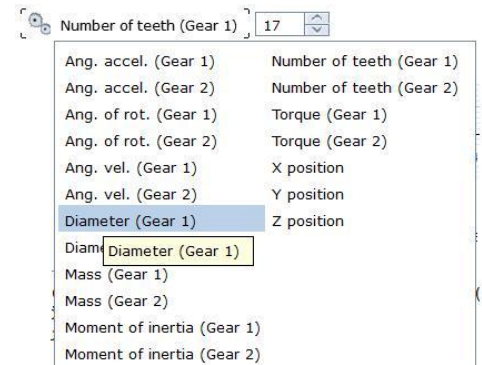 Number of teeth (Gear 1) 17
Ang. accel. (Gear 1)
Ang. accel. (Gear 2)
Ang. of rot. (Gear 1)
Ang. of rot. (Gear 2)
Ang. vel. (Gear 1)
Ang. vel. (Gear 2)
Diameter (Gear 1)
Diameter (Gear 1)
Mass (Gear 1)
Mass (Gear 2)
Moment of inertia (Gear 1)
Moment of inertia (Gear 2)
Number of teeth (Gear 1)
Number of teeth (Gear 2)
Torque (Gear 1)
Torque (Gear 2)
X position
Y position
Z position